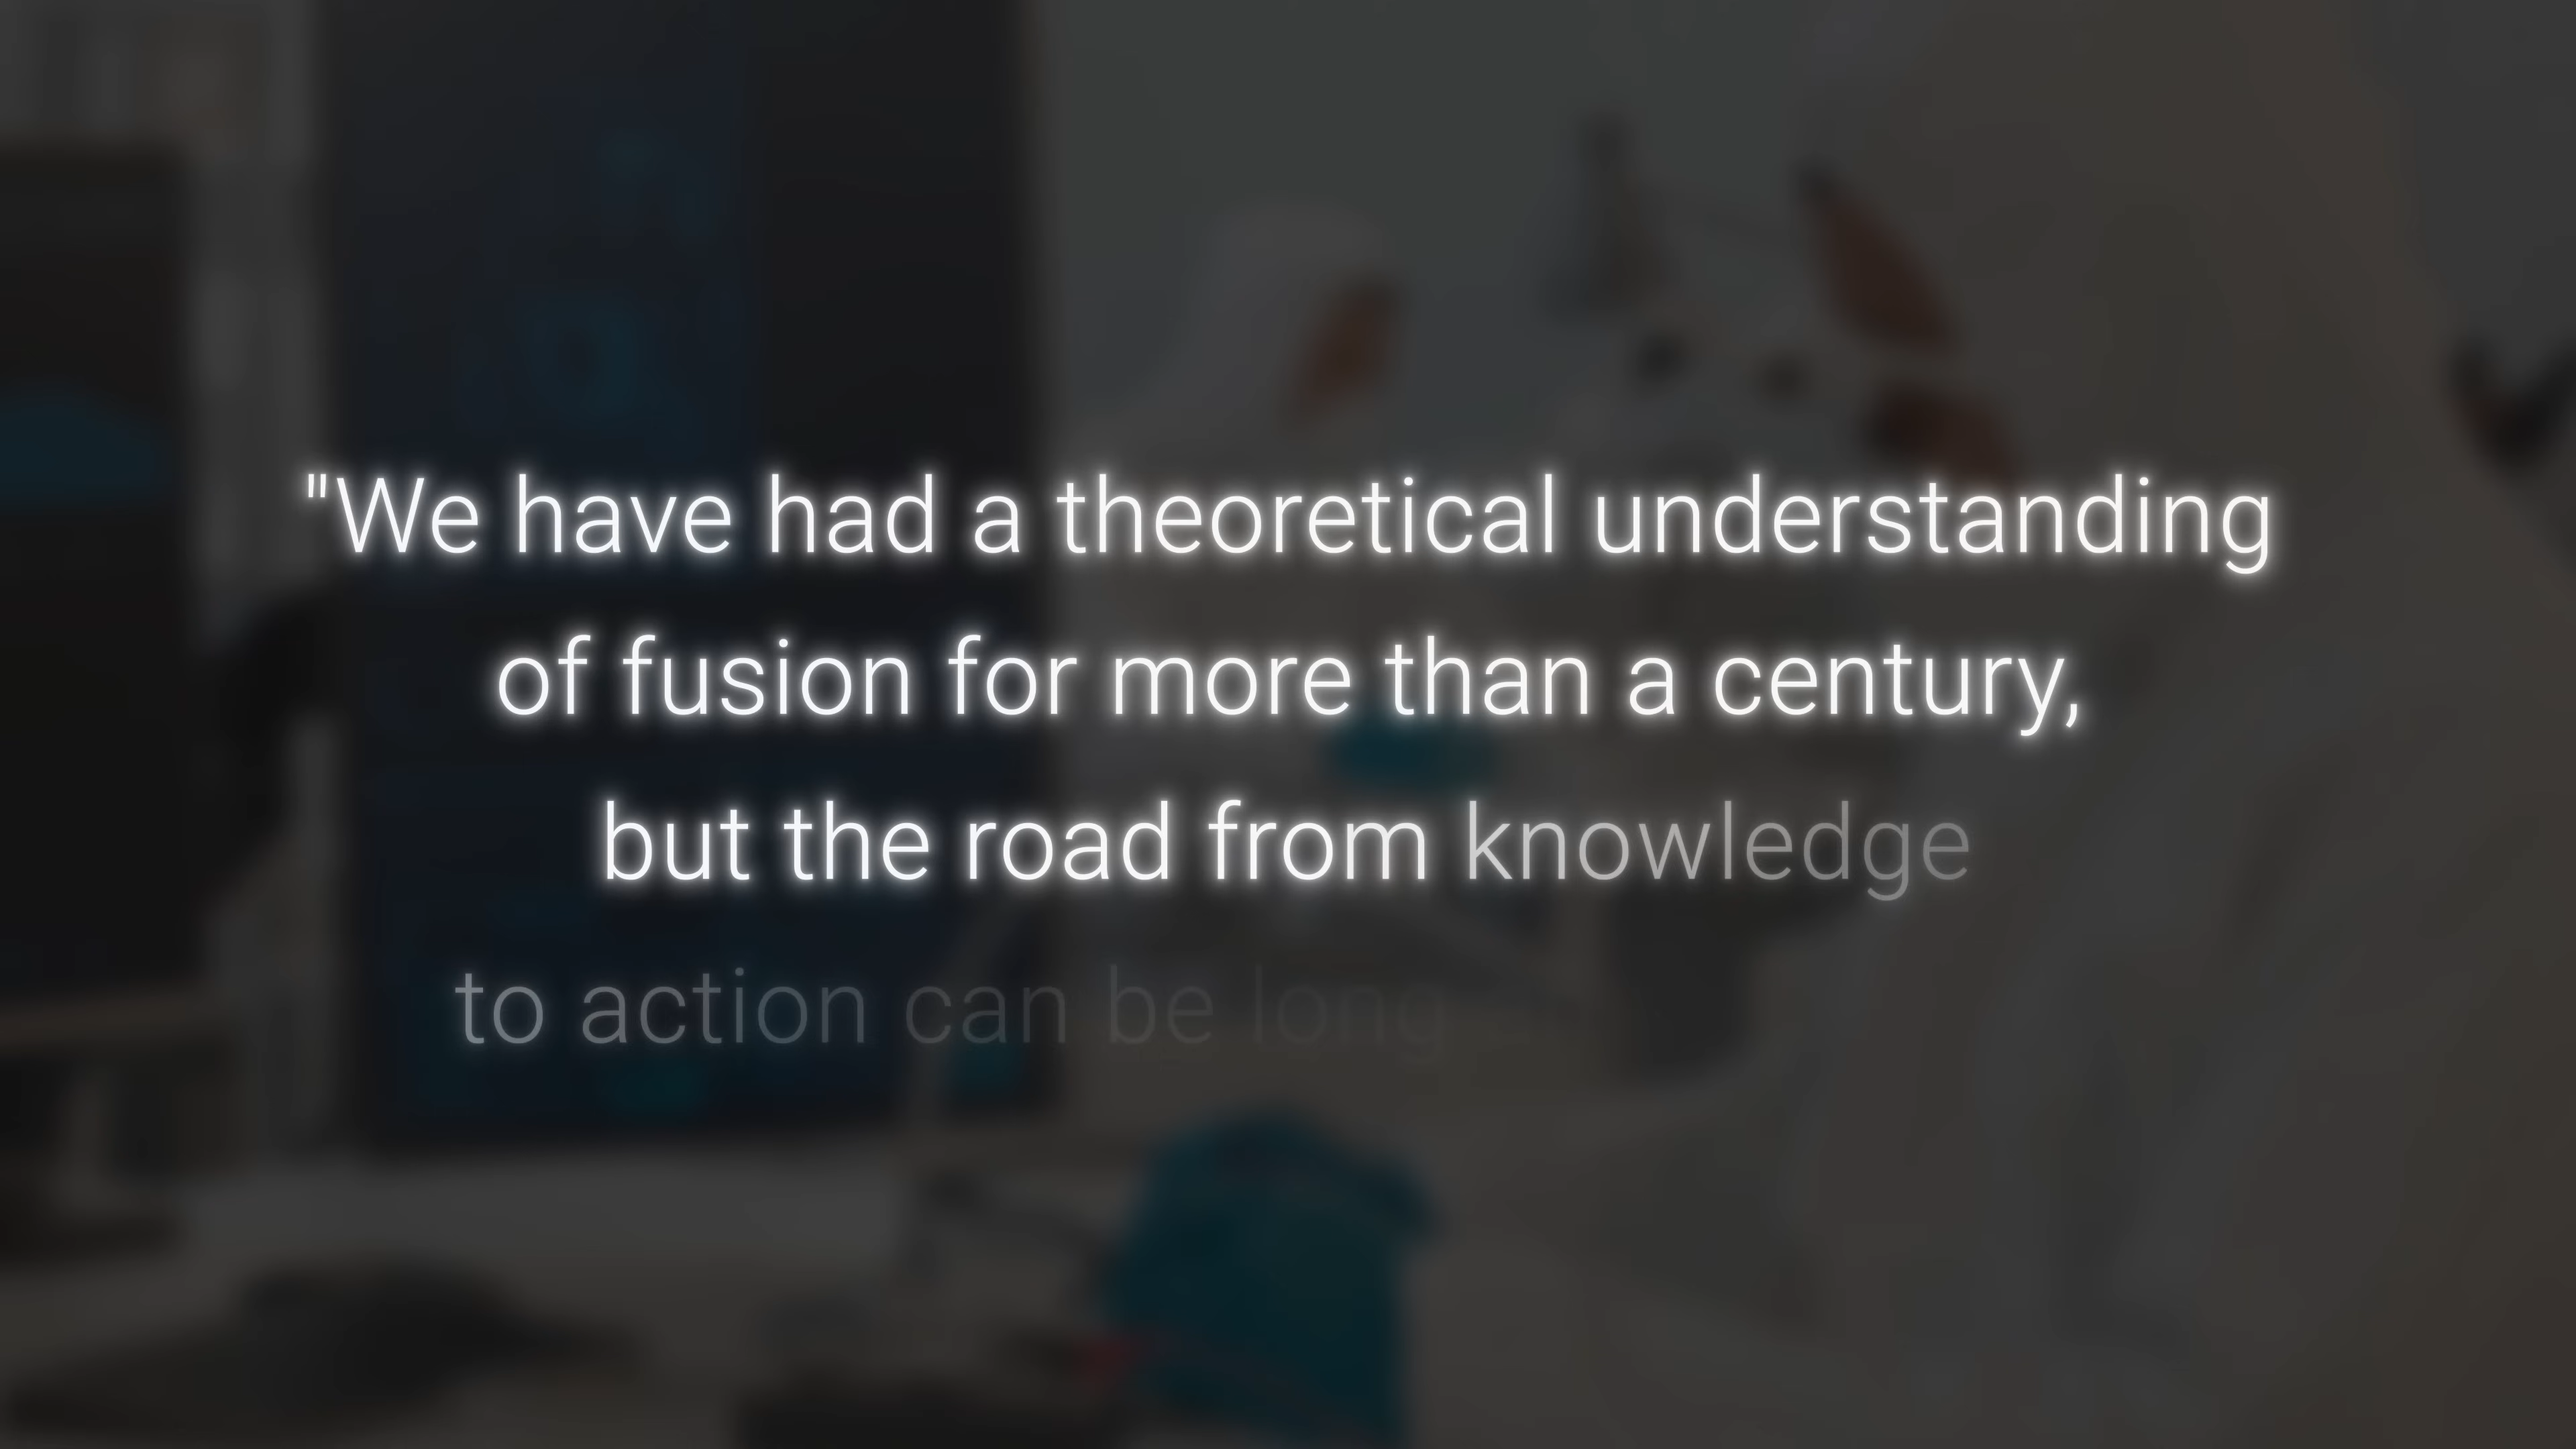 "We have had a theoretical understanding
of fusion for more than a century,
but the road from knowledge
to action can be long